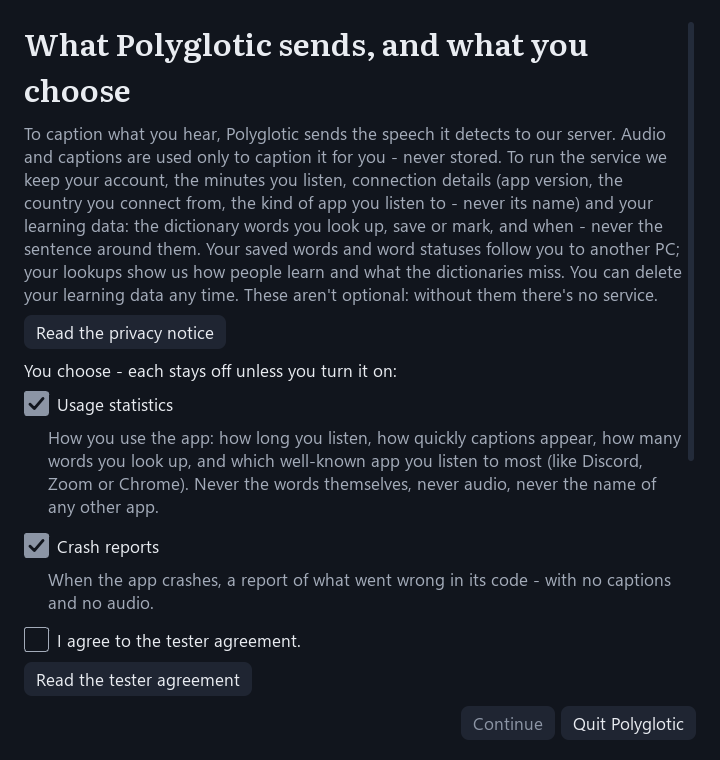 What Polyglotic sends, and what you
choose
To caption what you hear, Polyglotic sends the speech it detects to our server. Audio
and captions are used only to caption it for you - never stored. To run the service we
keep your account, the minutes you listen, connection details (app version, the
country you connect from, the kind of app you listen to - never its name) and your
learning data: the dictionary words you look up, save or mark, and when - never the
sentence around them. Your saved words and word statuses follow you to another PC;
your lookups show us how people learn and what the dictionaries miss. You can delete
your learning data any time. These aren't optional: without them there's no service.
Read the privacy notice
You choose - each stays off unless you turn it on:
Usage statistics
How you use the app: how long you listen, how quickly captions appear, how many
words you look up, and which well-known app you listen to most (like Discord,
Zoom or Chrome). Never the words themselves, never audio, never the name of
any other app.
Crash reports
When the app crashes, a report of what went wrong in its code - with no captions
and no audio.
I agree to the tester agreement.
Read the tester agreement
Continue
Quit Polyglotic